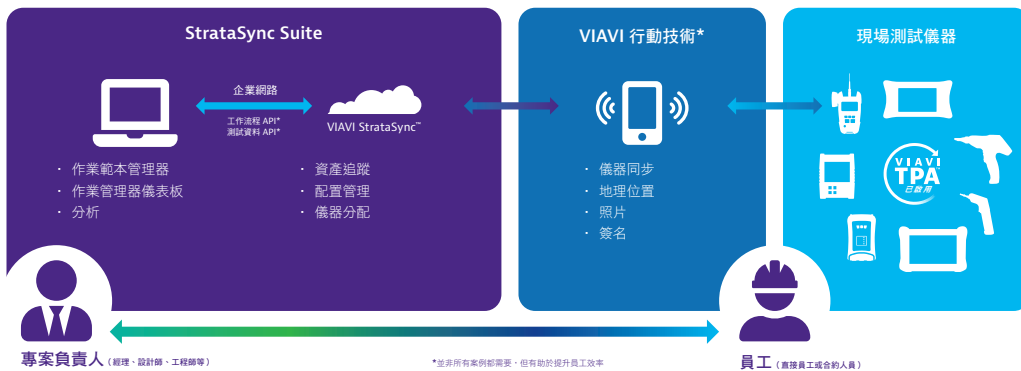 StrataSync Suite
企業網路
工作流程 API*
測試資料 API*
VIAVI StrataSync™
· 作業範本管理器
· 作業管理器儀表板
· 分析
· 資產追蹤
· 配置管理
· 儀器分配
VIAVI 行動技術*
· 儀器同步
· 地理位置
· 照片
· 簽名
現場測試儀器
VIAVI
TPA
已啟用
專案負責人（經理、設計師、工程師等）
*並非所有案例都需要，但有助於提升員工效率
員工（直接員工或合約人員）